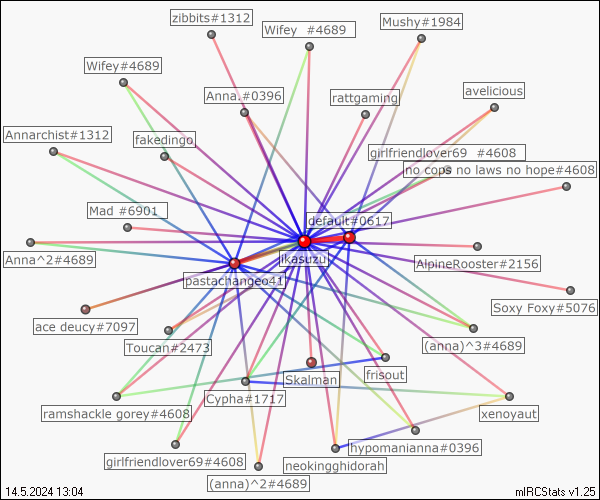 zibbits#1312
Wifey #4689
Mushy#1984
Wifey#4689
Anna.#0396
rattgaming
avelicious
Annarchist#1312
fakedingo
girlfriendlover69 #4608
no cops no laws no hope#4608
Mad #6901
default#0617
Anna^2#4689
ikasuzu
AlpineRooster#2156
pastachangeo41
Soxy Foxy#5076
ace deucy#7097
Toucan#2473
(anna)^3#4689
Skalman
frisout
ramshackle gorey#4608
Cypha#1717
xenoyaut
girlfriendlover69#4608
neokingghidorah
hypomanianna#0396
(anna)^2#4689
14.5.2024 13:04
mIRCStats v1.25